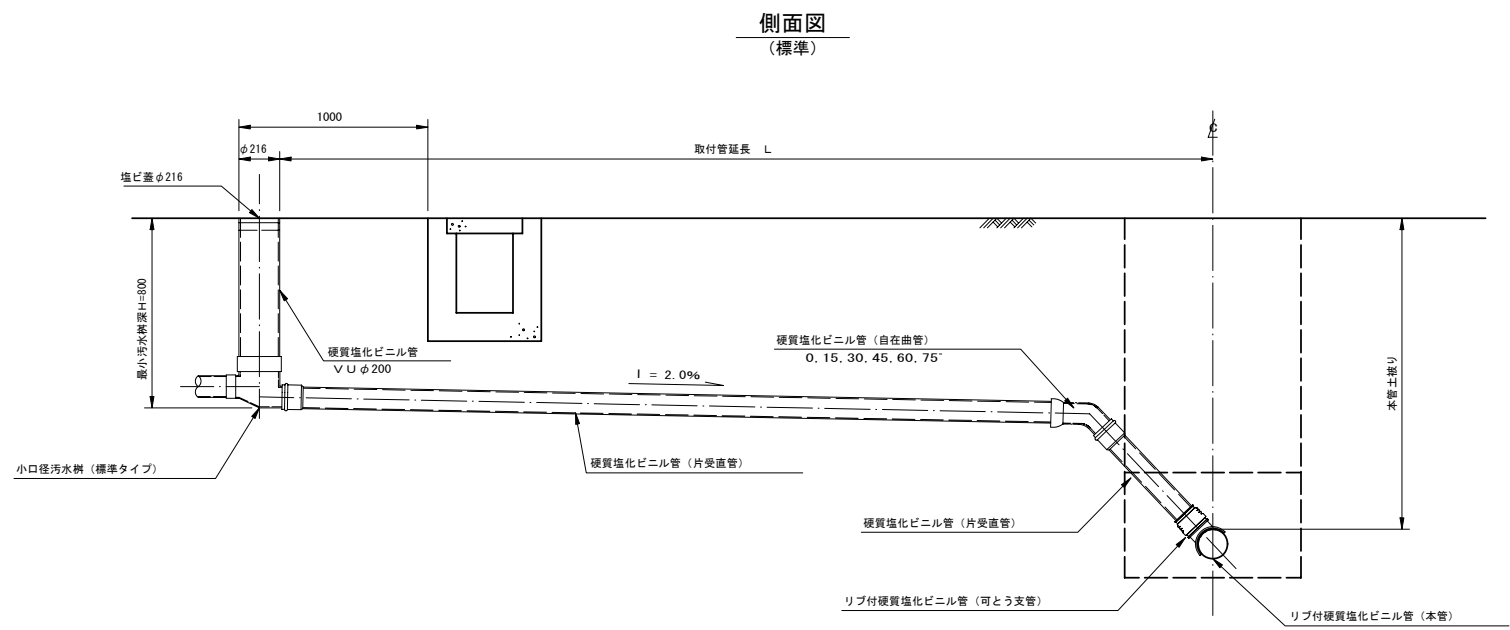 側面図
(標準)
1000
φ216
取付管延長 L
℄
塩ビ蓋φ216
最小汚水桝深H=800
硬質塩化ビニル管
VUφ200
I = 2.0%
硬質塩化ビニル管（自在曲管）
0, 15, 30, 45, 60, 75°
本管土被り
小口径汚水桝（標準タイプ）
硬質塩化ビニル管（片受直管）
硬質塩化ビニル管（片受直管）
リブ付硬質塩化ビニル管（可とう支管）
リブ付硬質塩化ビニル管（本管）